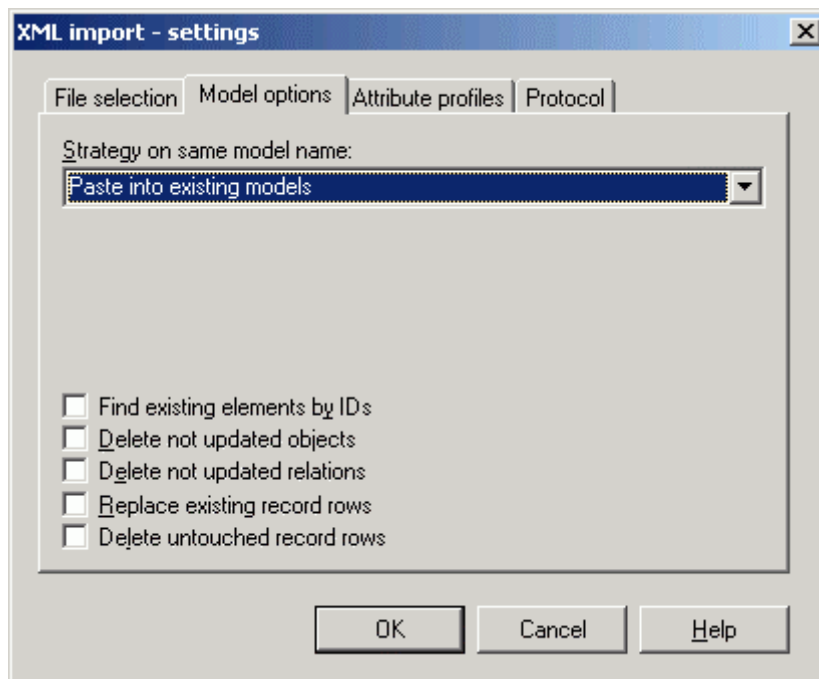 XML import - settings
File selection Model options Attribute profiles Protocol
Strategy on same model name:
Paste into existing models
Find existing elements by IDs
Delete not updated objects
Delete not updated relations
Replace existing record rows
Delete untouched record rows
OK Cancel Help